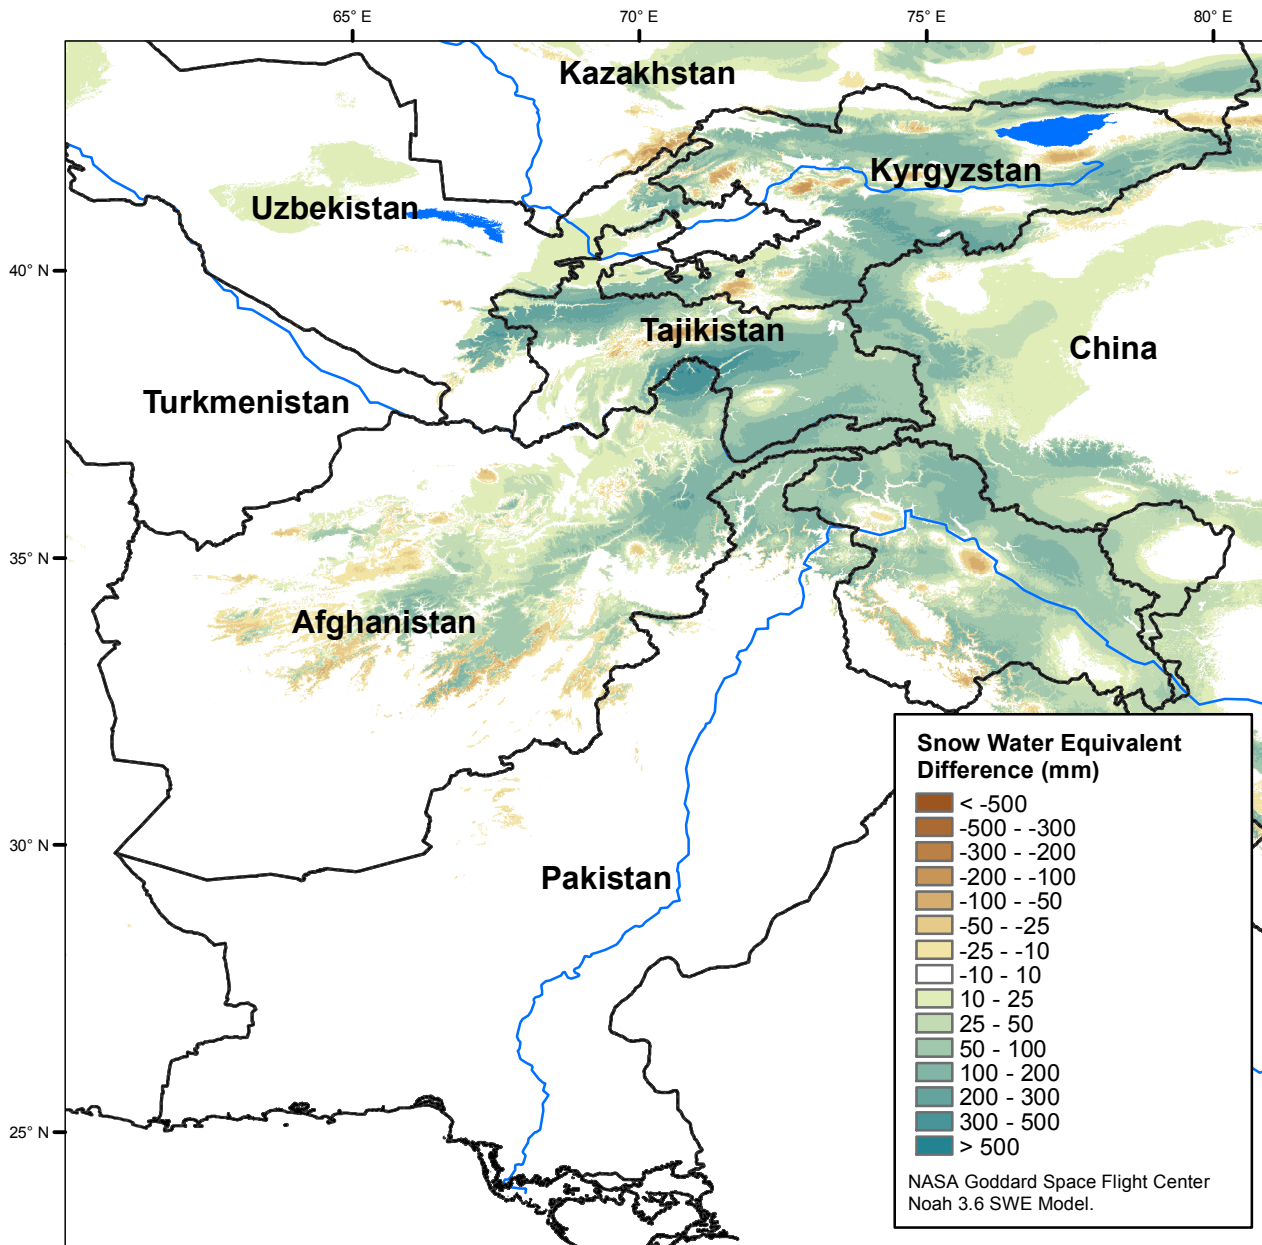 65° E
70° E
75° E
80° E
Kazakhstan
Kyrgyzstan
Uzbekistan
40° N
Tajikistan
China
Turkmenistan
35° N
Afghanistan
Snow Water Equivalent
Difference (mm)
< -500
-500 - -300
-300 - -200
-200 - -100
-100 - -50
-50 - -25
-25 - -10
-10 - 10
10 - 25
25 - 50
50 - 100
100 - 200
200 - 300
300 - 500
> 500
NASA Goddard Space Flight Center
Noah 3.6 SWE Model.
30° N
Pakistan
25° N